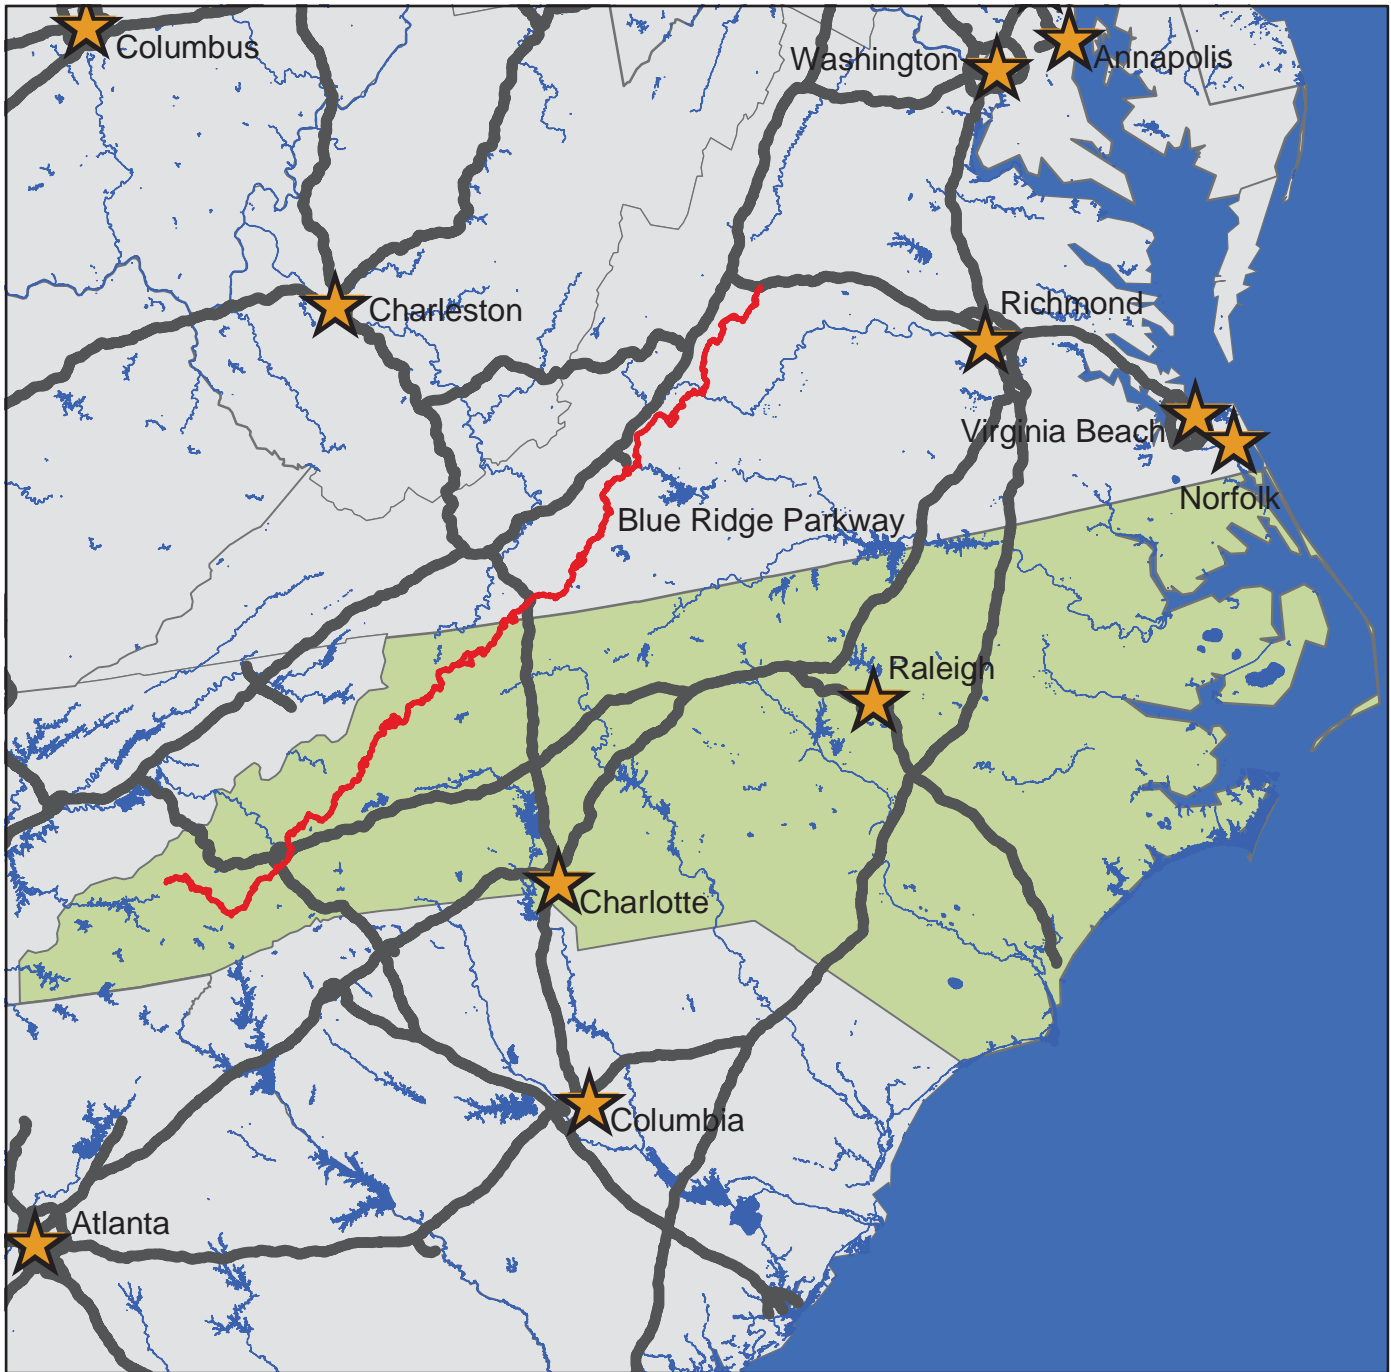 Columbus
Washington
Annapolis
Charleston
Richmond
Virginia Beach
Norfolk
Blue Ridge Parkway
Raleigh
Charlotte
Columbia
Atlanta